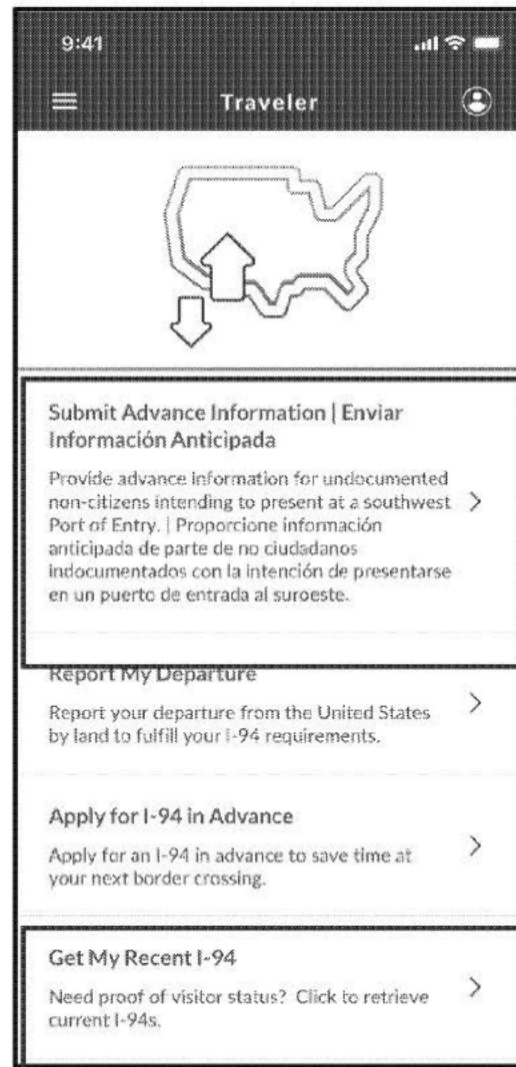 9:41
Traveler
Submit Advance Information | Enviar
Información Anticipada
Provide advance information for undocumented
non-citizens intending to present at a southwest
Port of Entry. | Proporcione información
anticipada de parte de no ciudadanos
indocumentados con la intención de presentarse
en un puerto de entrada al suroeste.
Report My Departure
Report your departure from the United States
by land to fulfill your I-94 requirements.
Apply for I-94 in Advance
Apply for an I-94 in advance to save time at
your next border crossing.
Get My Recent I-94
Need proof of visitor status? Click to retrieve
current I-94s.